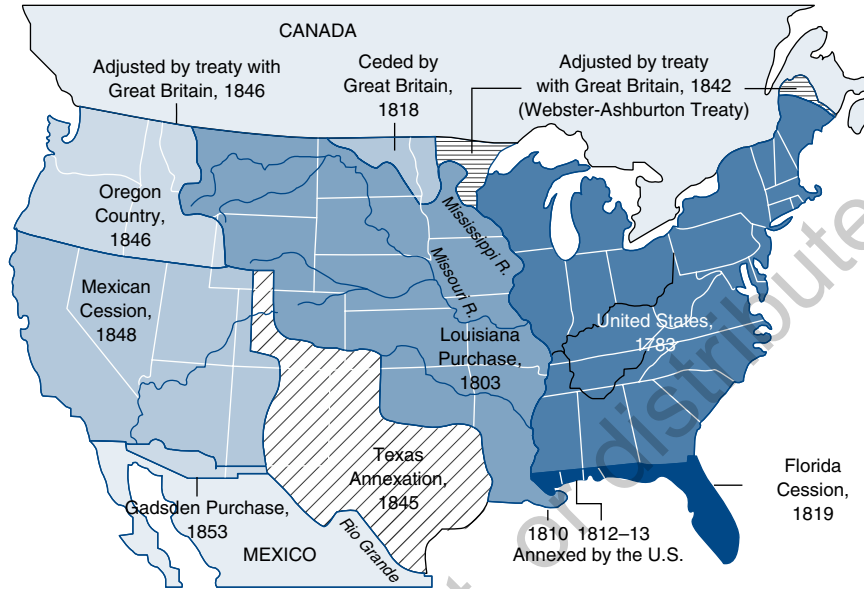 CANADA
Adjusted by treaty with
Great Britain, 1846
Ceded by
Great Britain,
1818
Adjusted by treaty
with Great Britain, 1842
(Webster-Ashburton Treaty)
Oregon
Country,
1846
Mississippi R.
Missouri R.
Mexican
Cession,
1848
Louisiana
Purchase,
1803
United States,
1783
Texas
Annexation,
1845
Gadsden Purchase,
1853
MEXICO
Rio Grande
1810
1812–13
Annexed by the U.S.
Florida
Cession,
1819
or distribute